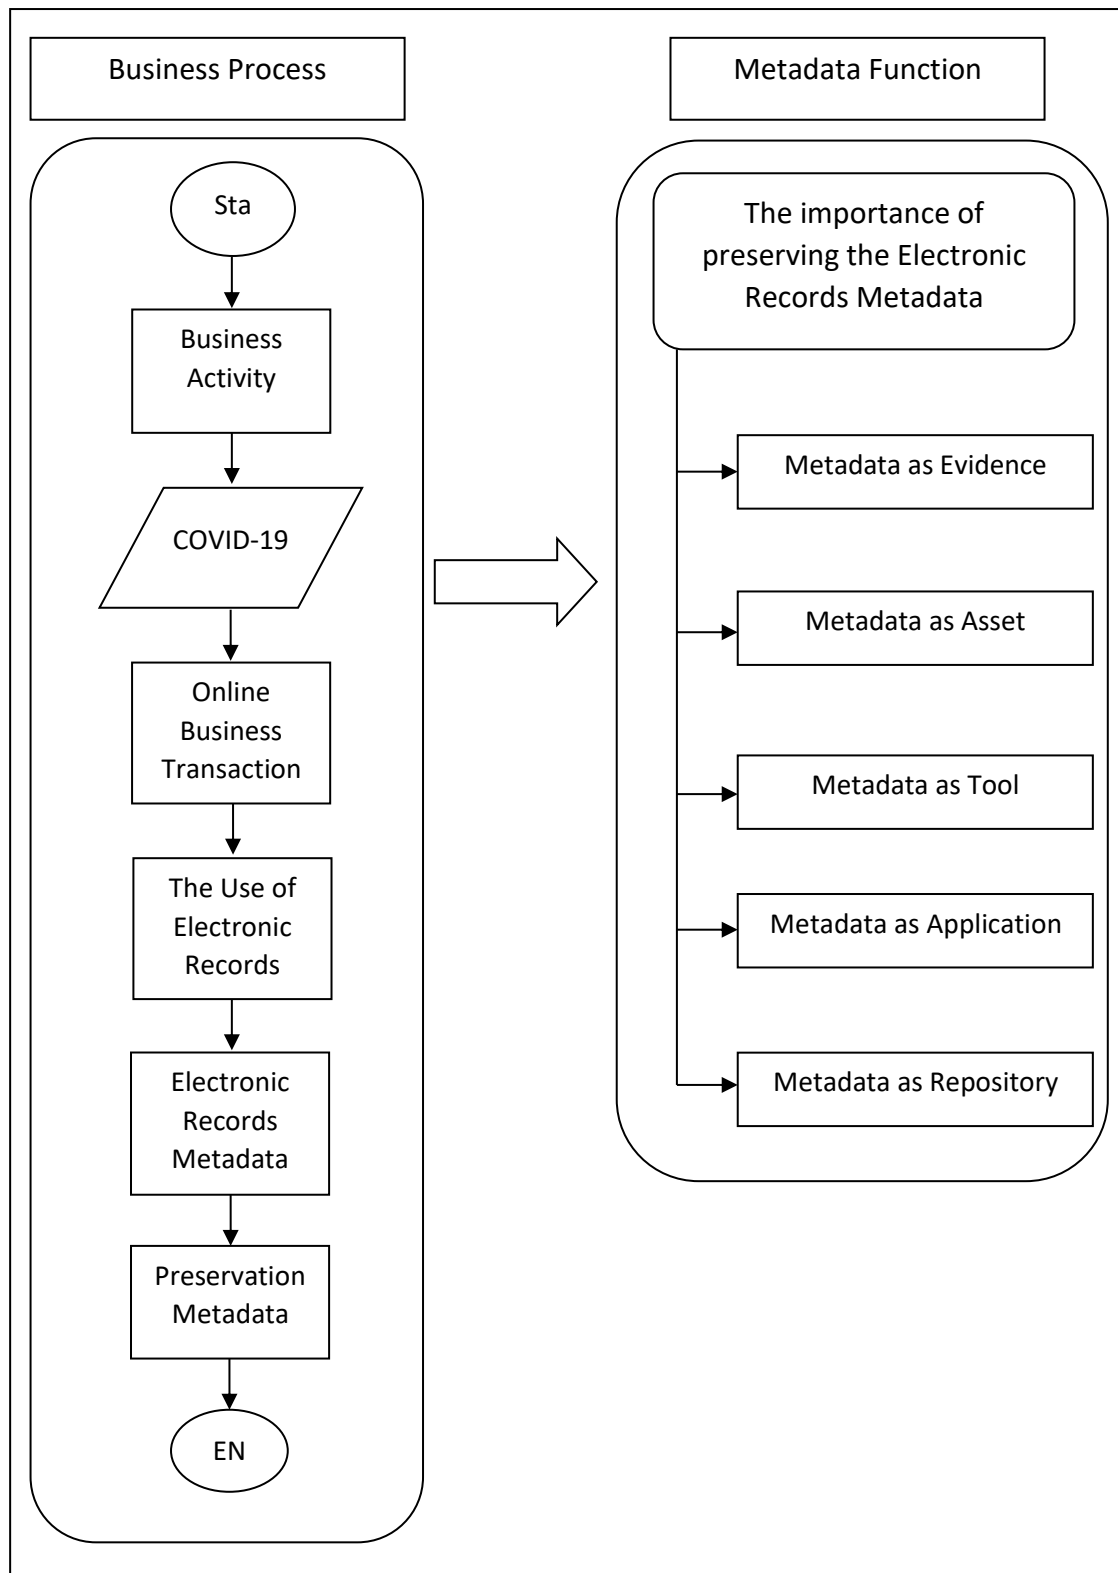 Business Process
Sta
Business
Activity
COVID-19
Online
Business
Transaction
The Use of
Electronic
Records
Electronic
Records
Metadata
Preservation
Metadata
EN
Metadata Function
The importance of
preserving the Electronic
Records Metadata
Metadata as Evidence
Metadata as Asset
Metadata as Tool
Metadata as Application
Metadata as Repository